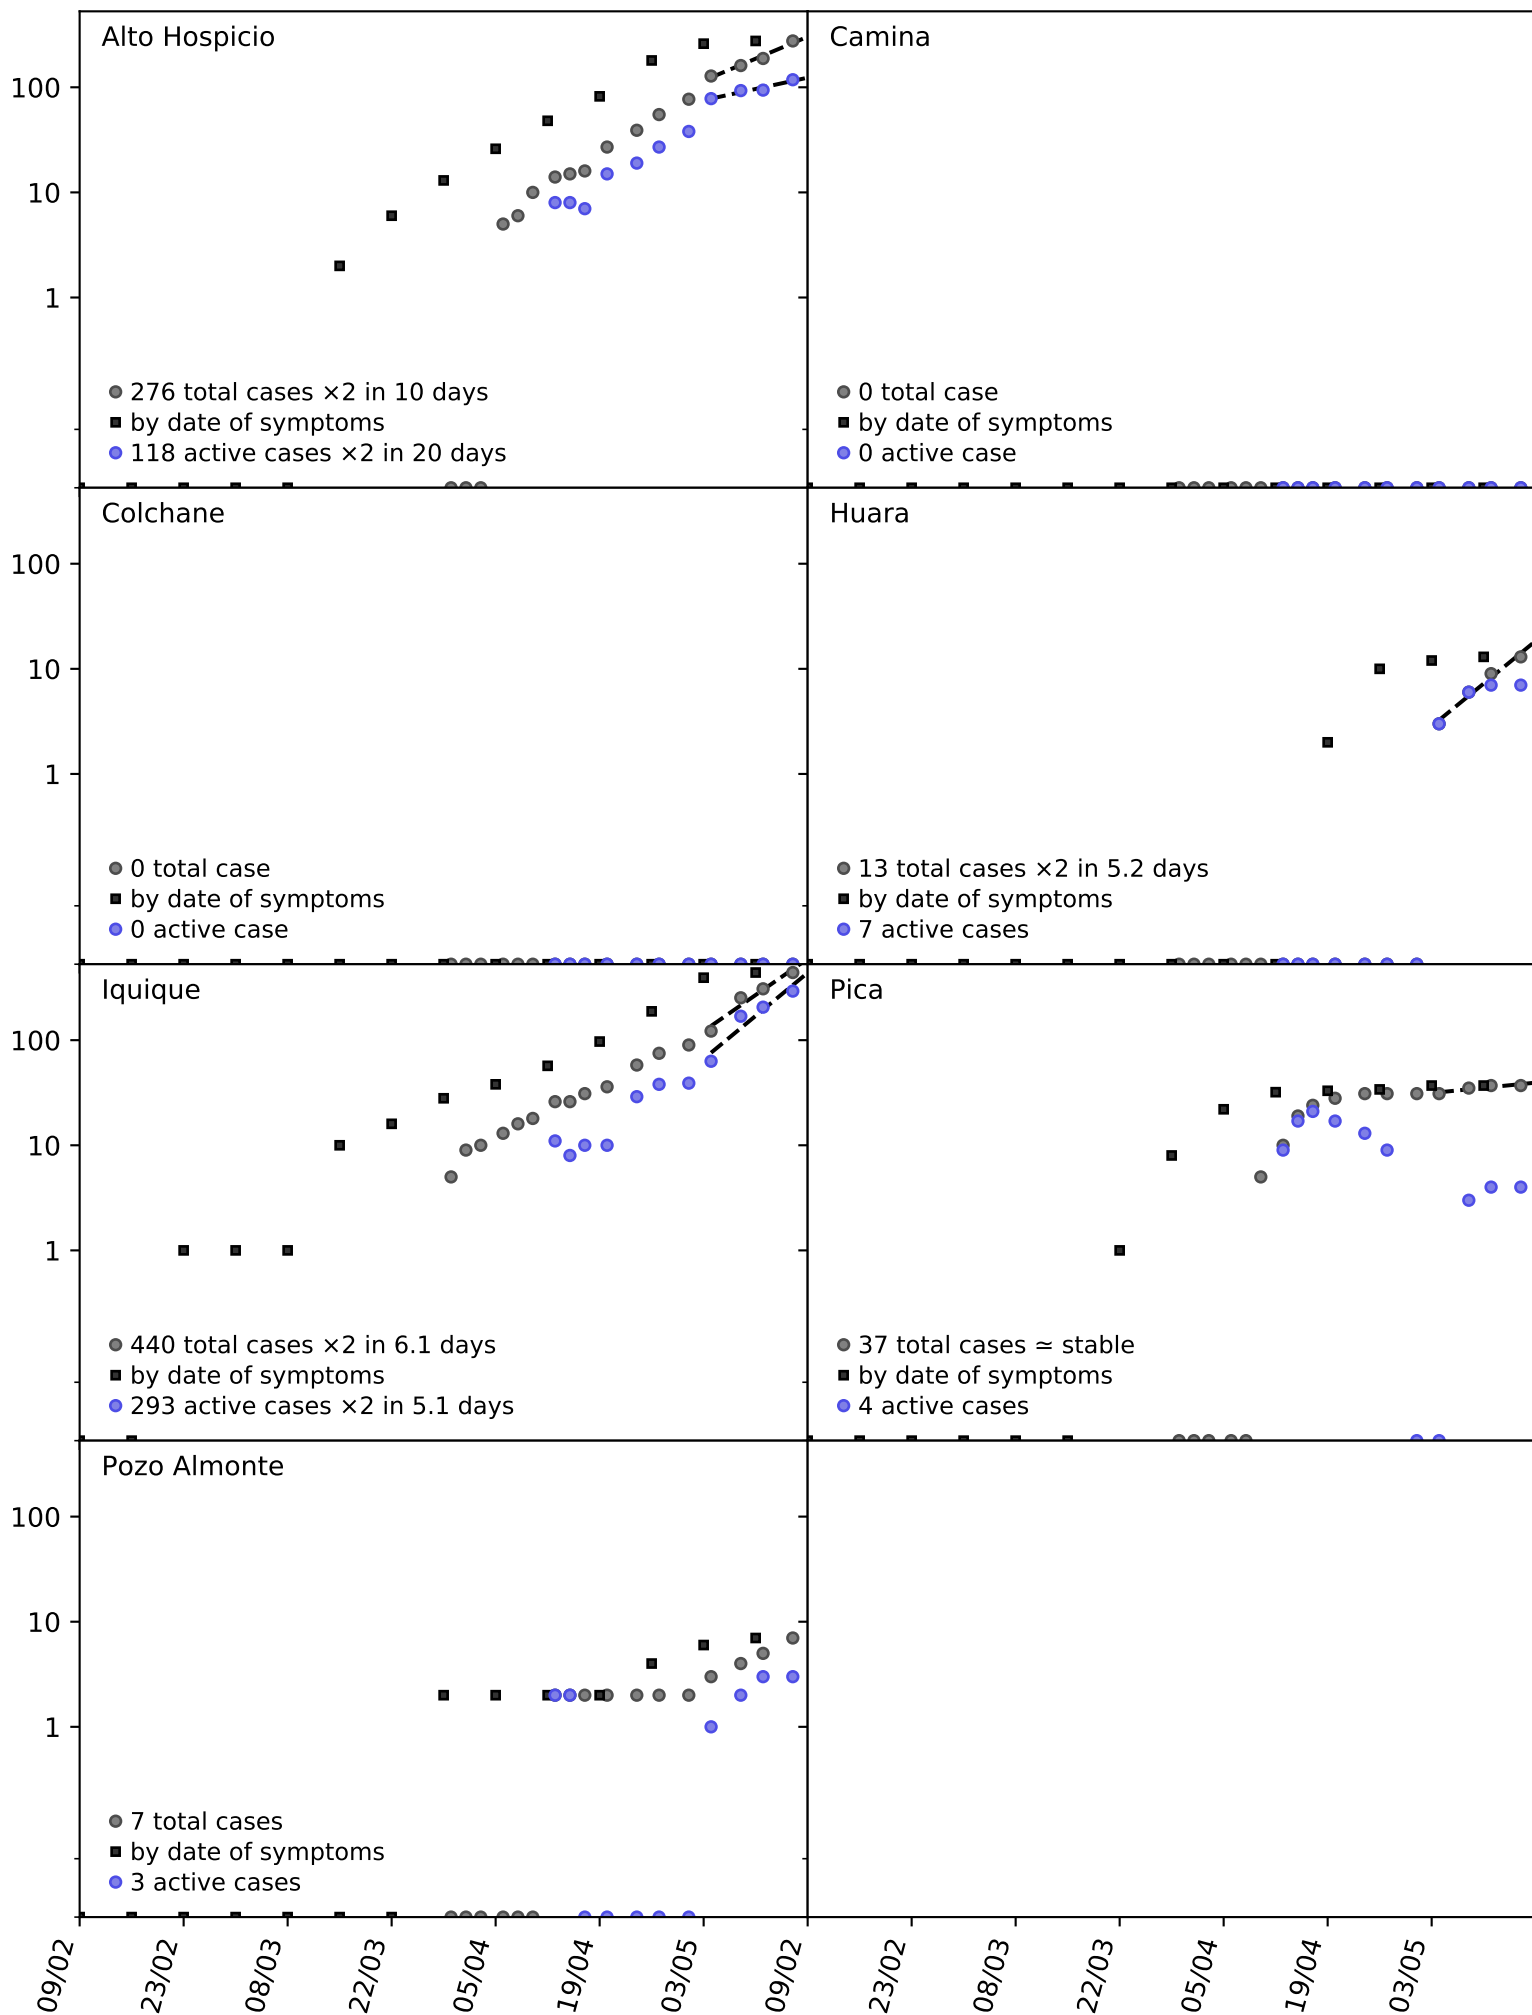 Alto Hospicio
100
10
1
276 total cases ×2 in 10 days
by date of symptoms
118 active cases ×2 in 20 days
Camina
0 total case
by date of symptoms
0 active case
Colchane
100
10
1
0 total case
by date of symptoms
0 active case
Huara
13 total cases ×2 in 5.2 days
by date of symptoms
7 active cases
Iquique
100
10
1
440 total cases ×2 in 6.1 days
by date of symptoms
293 active cases ×2 in 5.1 days
Pica
37 total cases ≃ stable
by date of symptoms
4 active cases
Pozo Almonte
100
10
1
7 total cases
by date of symptoms
3 active cases
09/02 23/02 08/03 22/03 05/04 19/04 03/05 09/02 23/02 08/03 22/03 05/04 19/04 03/05